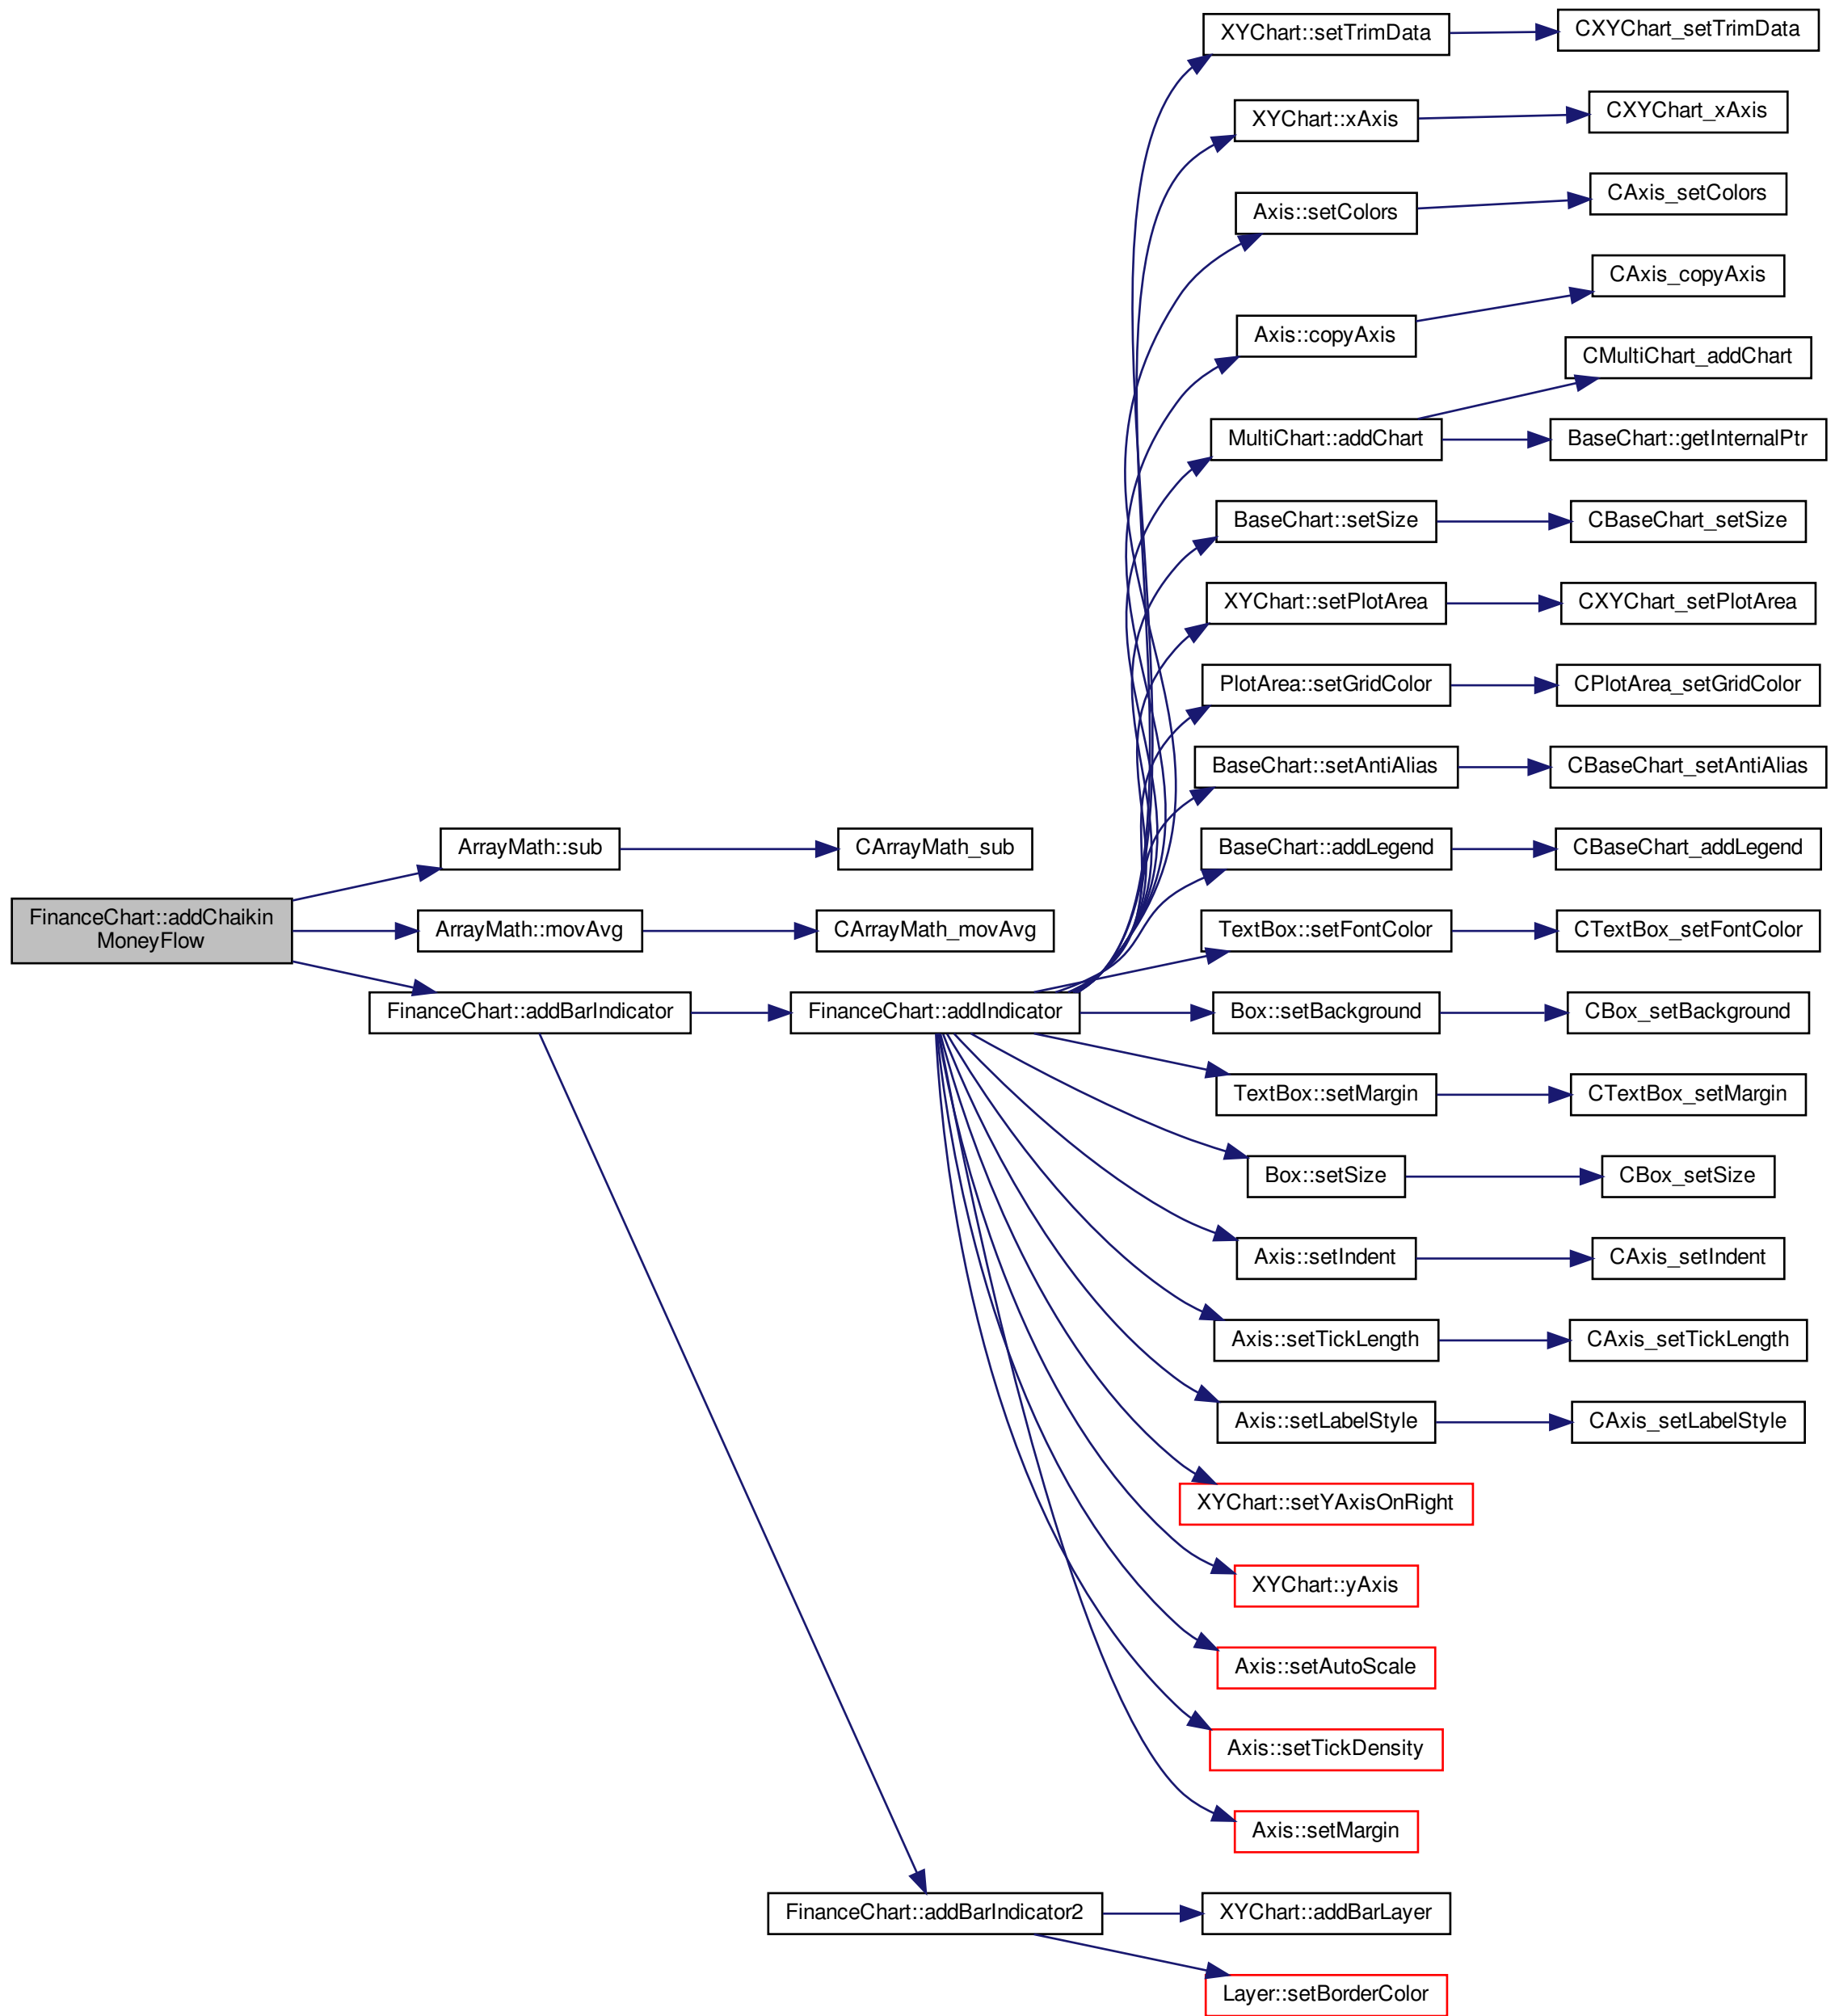 XYChart::setTrimData
CXYChart_setTrimData
XYChart::xAxis
CXYChart_xAxis
Axis::setColors
CAxis_setColors
Axis::copyAxis
CAxis_copyAxis
CMultiChart_addChart
MultiChart::addChart
BaseChart::getInternalPtr
BaseChart::setSize
CBaseChart_setSize
XYChart::setPlotArea
CXYChart_setPlotArea
PlotArea::setGridColor
CPlotArea_setGridColor
BaseChart::setAntiAlias
CBaseChart_setAntiAlias
ArrayMath::sub
CArrayMath_sub
BaseChart::addLegend
CBaseChart_addLegend
FinanceChart::addChaikin
MoneyFlow
ArrayMath::movAvg
CArrayMath_movAvg
TextBox::setFontColor
CTextBox_setFontColor
FinanceChart::addBarIndicator
FinanceChart::addIndicator
Box::setBackground
CBox_setBackground
TextBox::setMargin
CTextBox_setMargin
Box::setSize
CBox_setSize
Axis::setIndent
CAxis_setIndent
Axis::setTickLength
CAxis_setTickLength
Axis::setLabelStyle
CAxis_setLabelStyle
XYChart::setYAxisOnRight
XYChart::yAxis
Axis::setAutoScale
Axis::setTickDensity
Axis::setMargin
FinanceChart::addBarIndicator2
XYChart::addBarLayer
Layer::setBorderColor